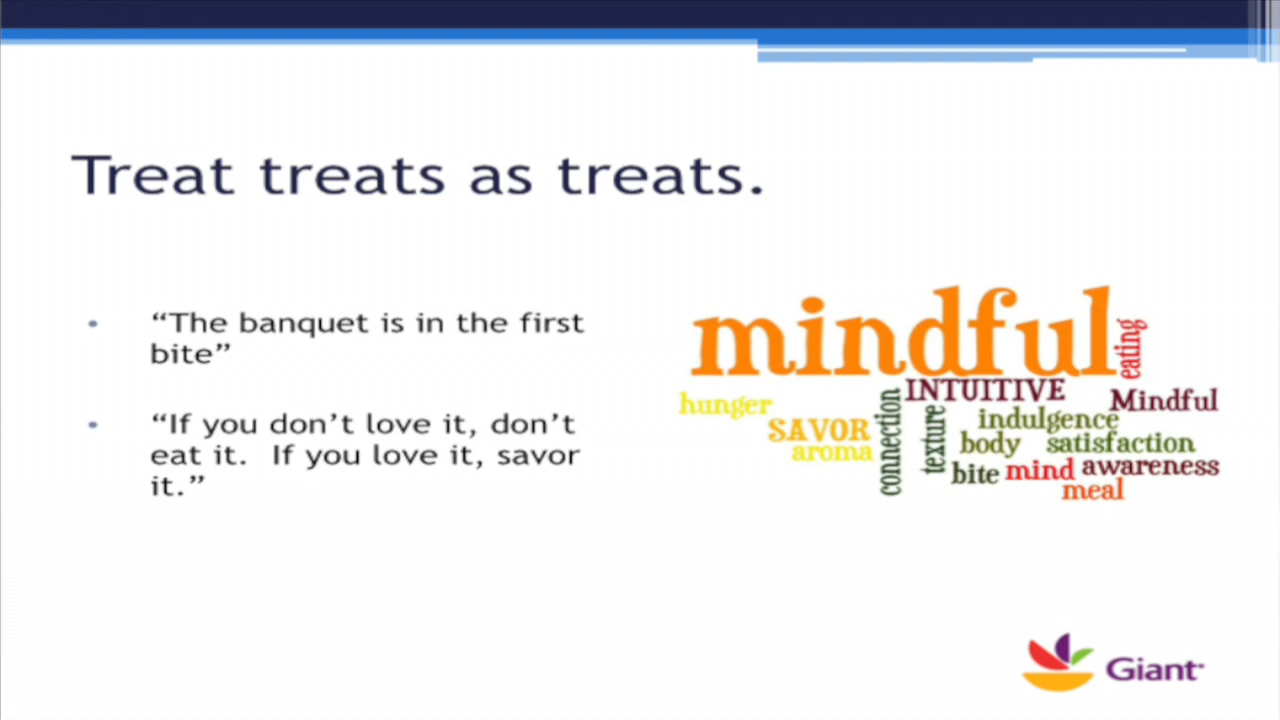 Treat treats as treats.
• “The banquet is in the first
bite”
• “If you don’t love it, don’t
eat it.  If you love it, savor
it.”
mindful
eating
hunger
SAVOR
aroma
connection
INTUITIVE
texture
indulgence
Mindful
body
satisfaction
bite
mind
awareness
meal
Giant